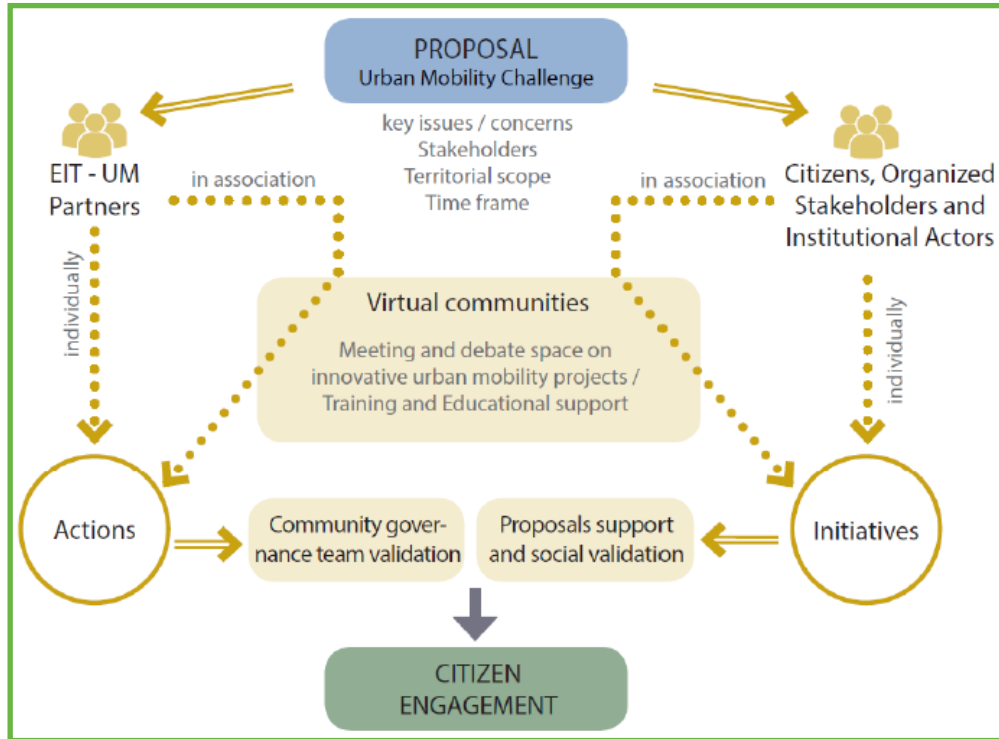 PROPOSAL
Urban Mobility Challenge
key issues / concerns
Stakeholders
Territorial scope
Time frame
EIT - UM
Partners
in association
in association
Citizens, Organized
Stakeholders and
Institutional Actors
individually
individually
Virtual communities
Meeting and debate space on
innovative urban mobility projects /
Training and Educational support
Actions
Community gover-
nance team validation
Proposals support
and social validation
Initiatives
CITIZEN
ENGAGEMENT